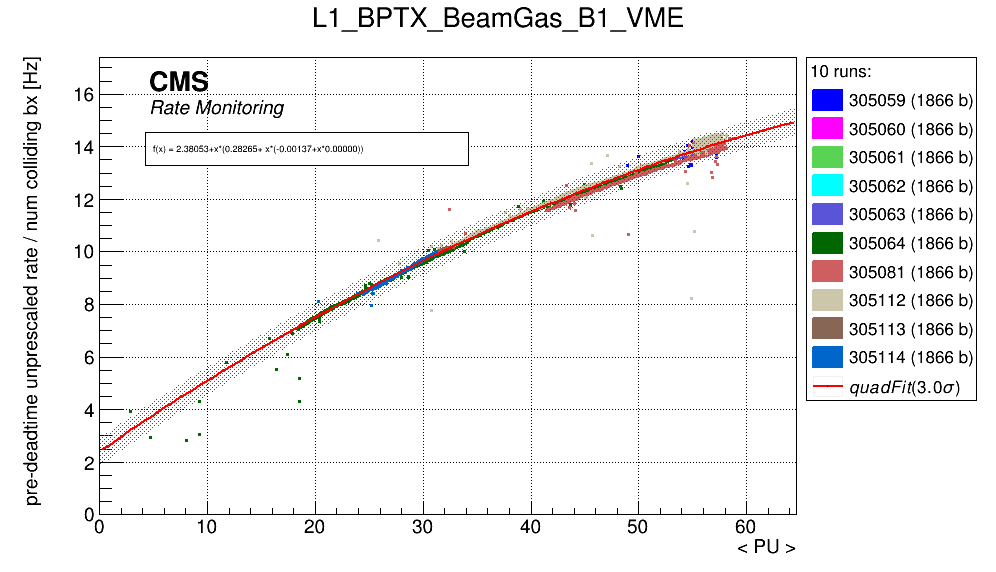 L1_BPTX_BeamGas_B1_VME
pre-deadtime unprescaled rate / num colliding bx [Hz]
CMS
Rate Monitoring
f(x) = 2.38053+x*(0.28265+ x*(-0.00137+x*0.00000))
16
14
12
10
8
6
4
2
0
0 10 20 30 40 50 60
< PU >
10 runs:
305059 (1866 b)
305060 (1866 b)
305061 (1866 b)
305062 (1866 b)
305063 (1866 b)
305064 (1866 b)
305081 (1866 b)
305112 (1866 b)
305113 (1866 b)
305114 (1866 b)
quadFit(3.0σ)